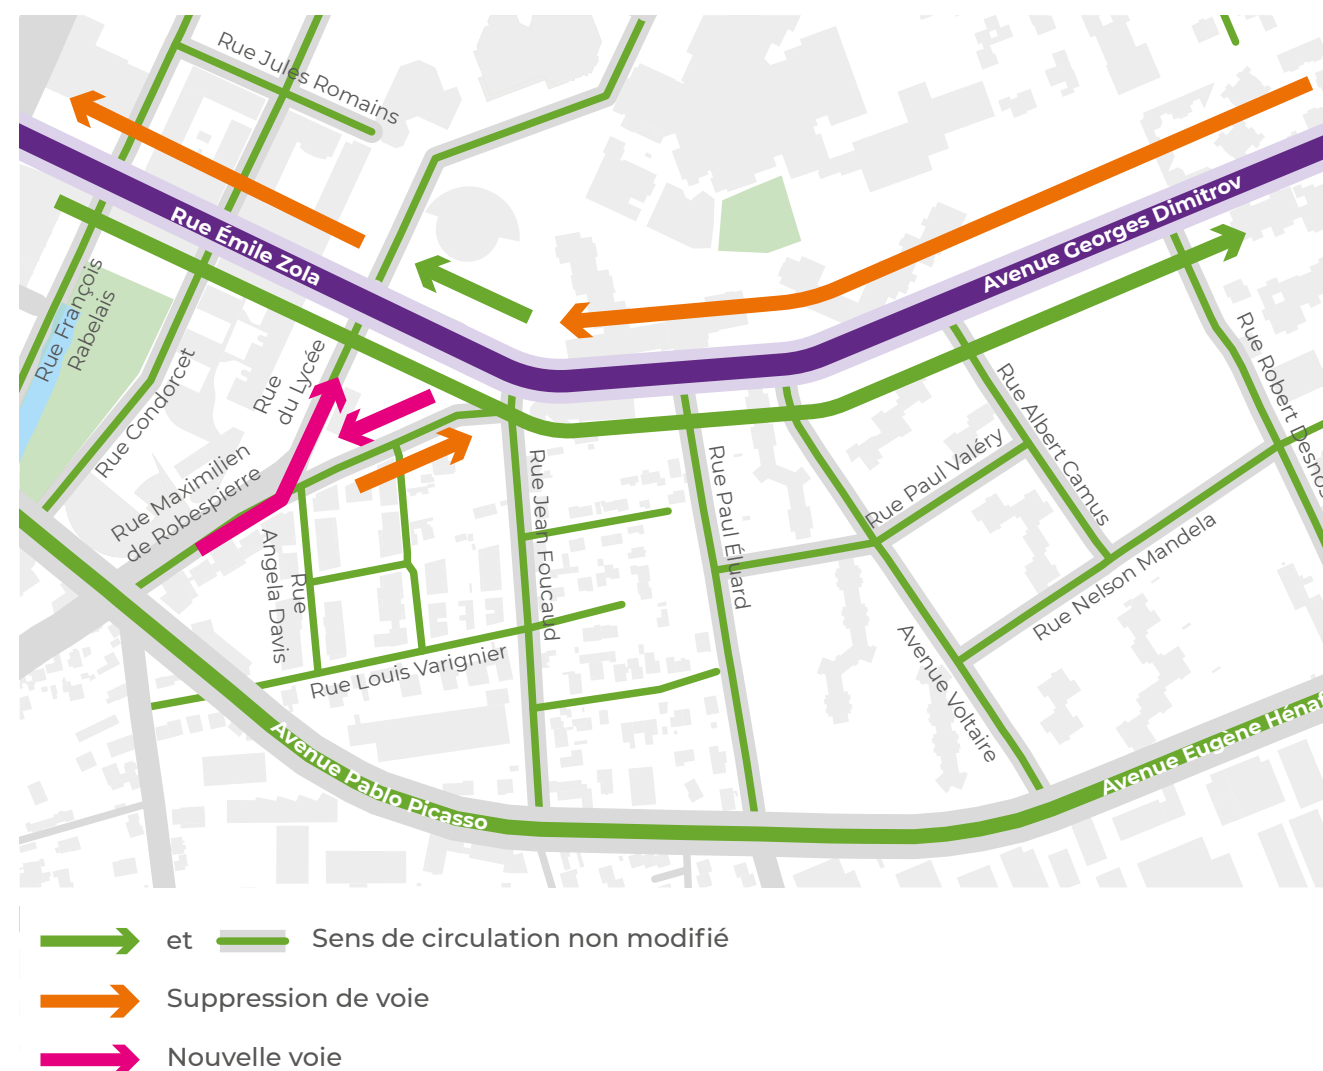 Rue Jules Romains
Rue Émile Zola
Avenue Georges Dimitrov
Rue François
Rabelais
Rue Condorcet
Rue
du Lycée
Rue Maximilien
de Robespierre
Rue
Angela Davis
Rue Jean Foucaud
Rue Paul Éluard
Rue Paul Valéry
Rue Albert Camus
Rue Robert Desnos
Rue Nelson Mandela
Avenue Voltaire
Rue Louis Varignier
Avenue Pablo Picasso
Avenue Eugène Hénaf
et
Sens de circulation non modifié
Suppression de voie
Nouvelle voie